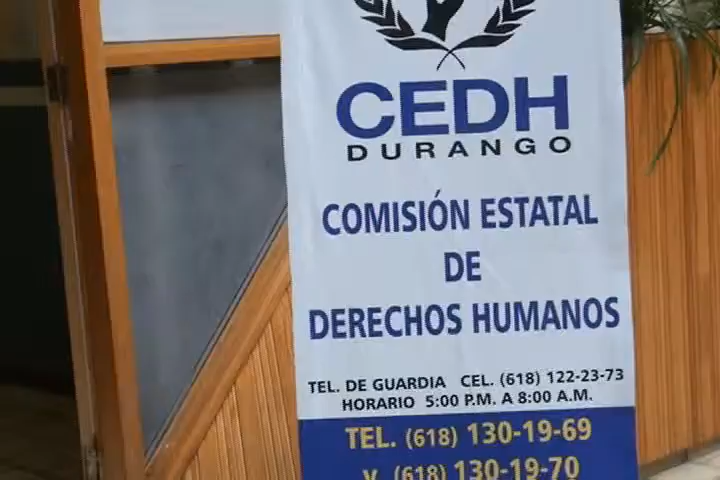 CEDH
DURANGO
COMISIÓN ESTATAL
DE
DERECHOS HUMANOS
TEL. DE GUARDIA CEL. (618) 122-23-73
HORARIO 5:00 P.M. A 8:00 A.M.
TEL. (618) 130-19-69
y (618) 130-19-70